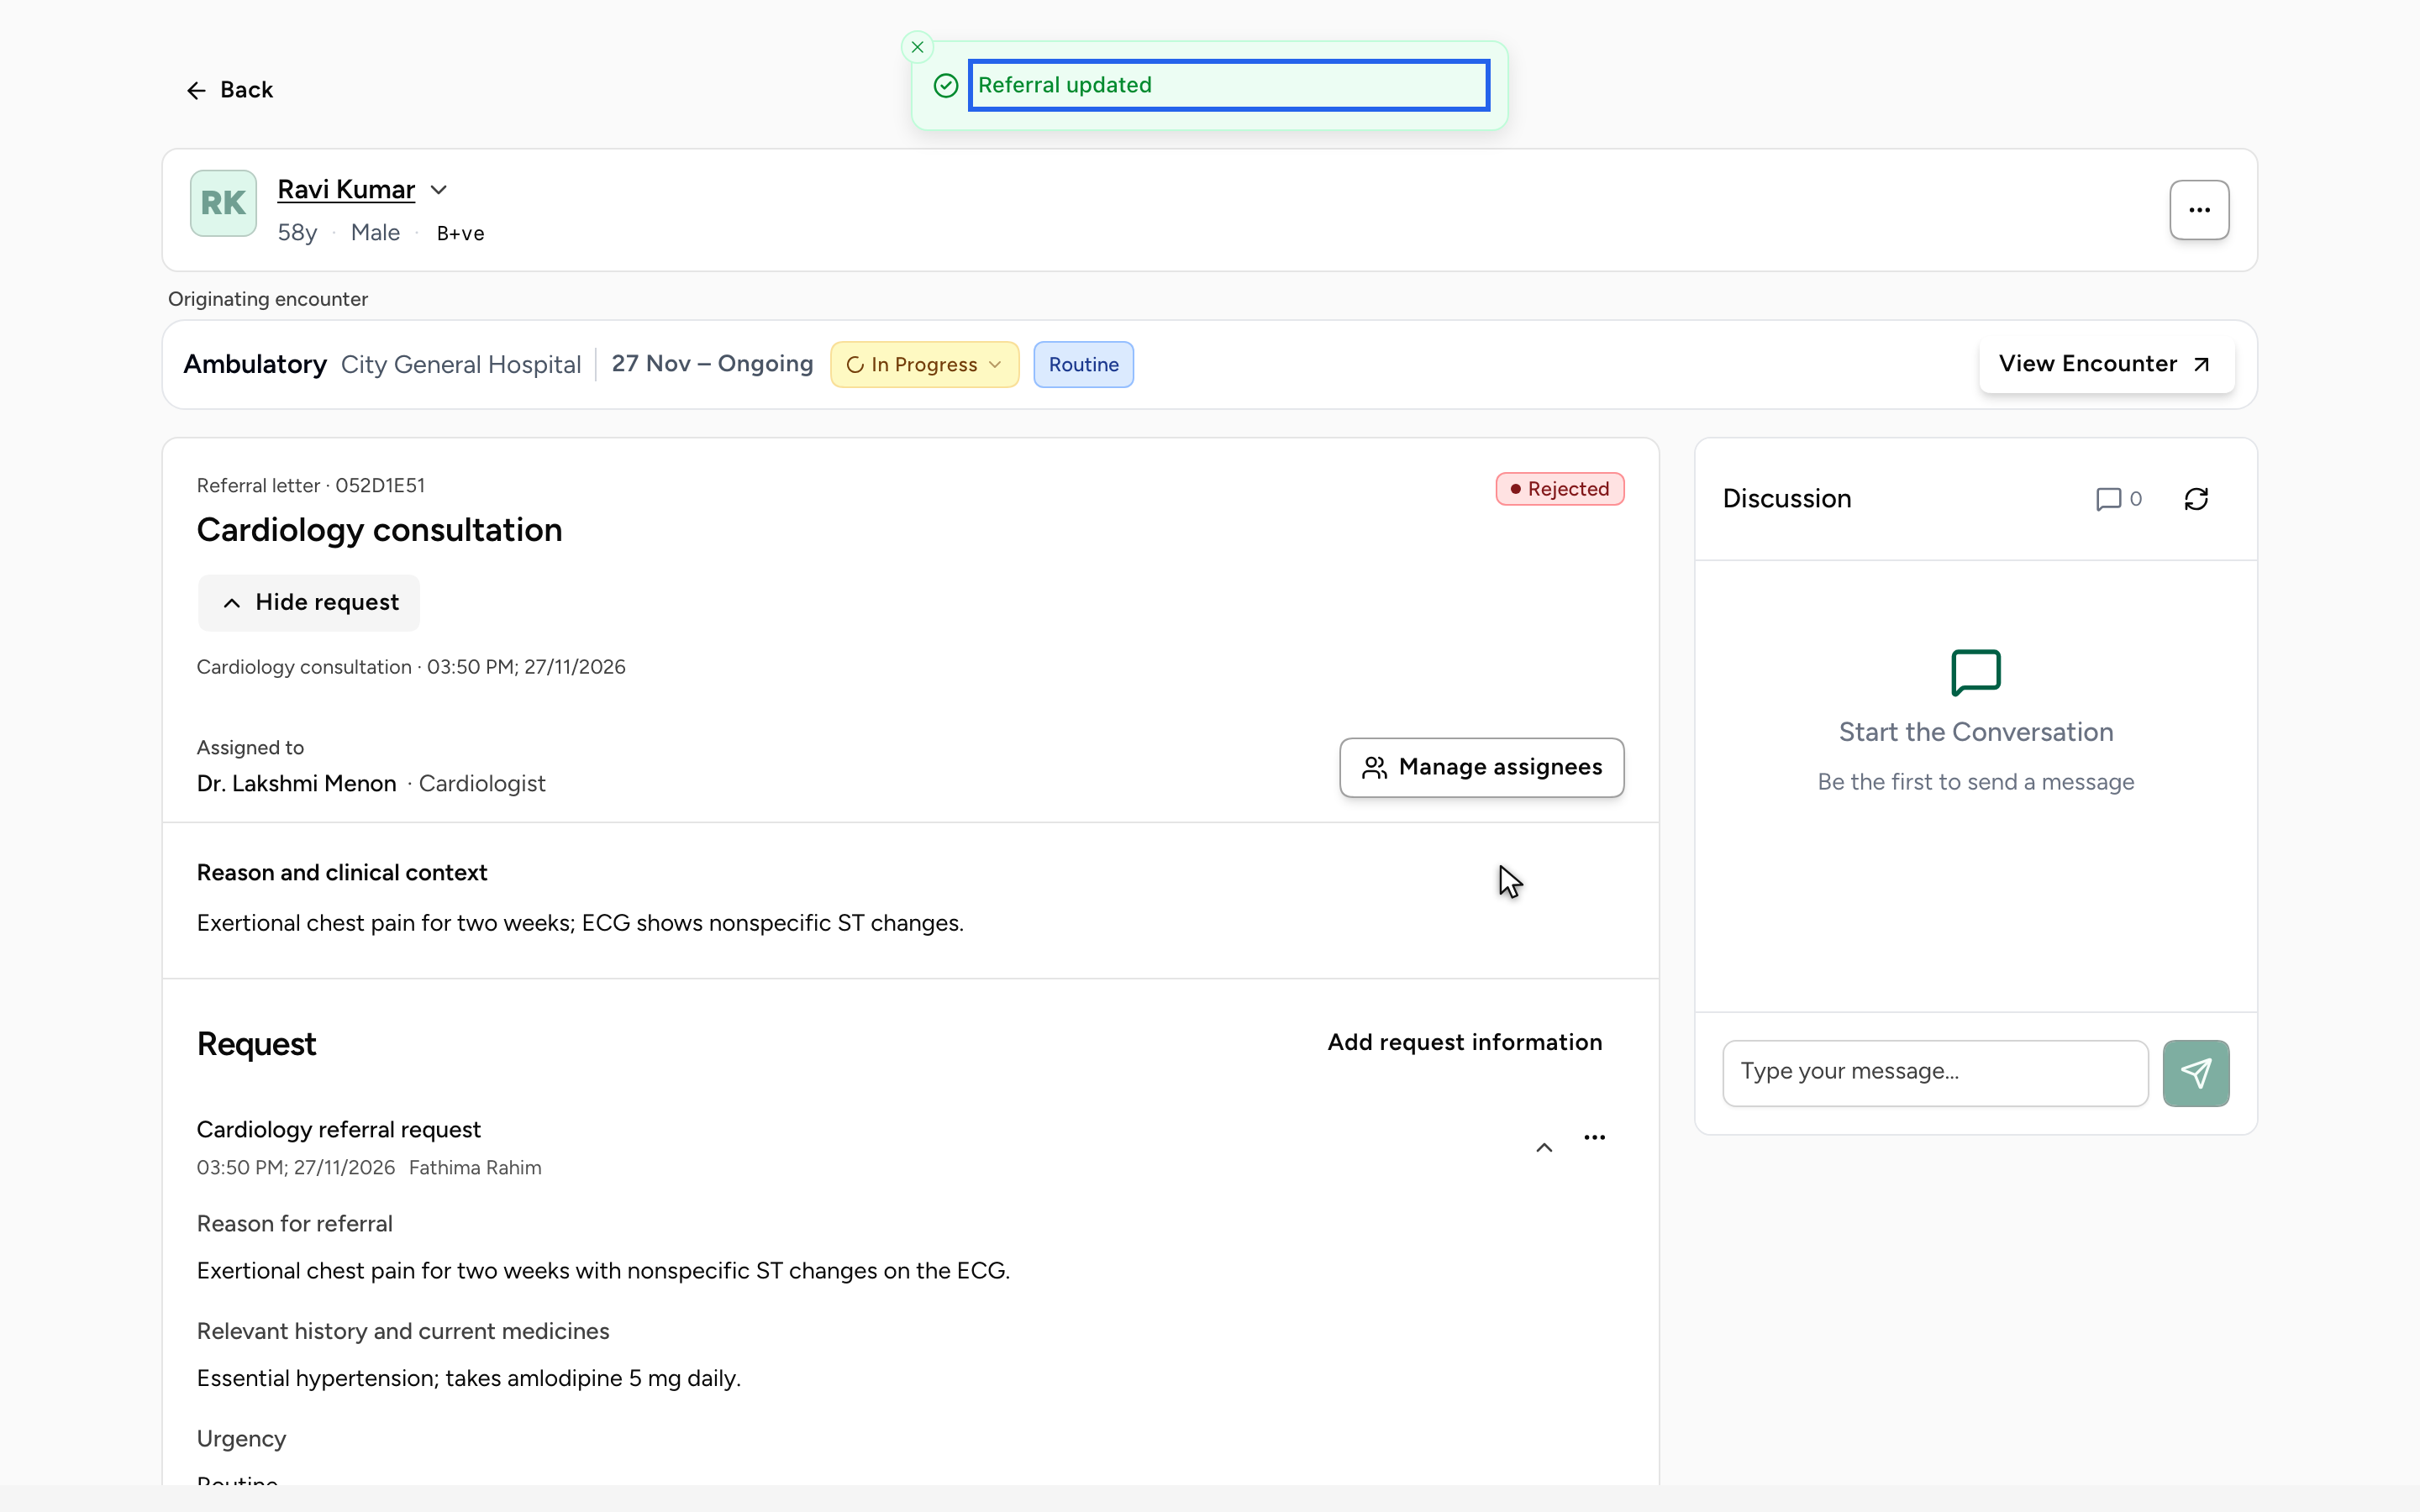 Referral updated
Back
RK
Ravi Kumar
58y · Male · B+ve
Originating encounter
Ambulatory City General Hospital 27 Nov – Ongoing In Progress Routine View Encounter
Referral letter · 052D1E51
Rejected
Cardiology consultation
Hide request
Cardiology consultation · 03:50 PM; 27/11/2026
Assigned to
Dr. Lakshmi Menon · Cardiologist
Manage assignees
Reason and clinical context
Exertional chest pain for two weeks; ECG shows nonspecific ST changes.
Request
Add request information
Cardiology referral request
03:50 PM; 27/11/2026 Fathima Rahim
Reason for referral
Exertional chest pain for two weeks with nonspecific ST changes on the ECG.
Relevant history and current medicines
Essential hypertension; takes amlodipine 5 mg daily.
Urgency
Routine
Discussion
0
Start the Conversation
Be the first to send a message
Type your message...